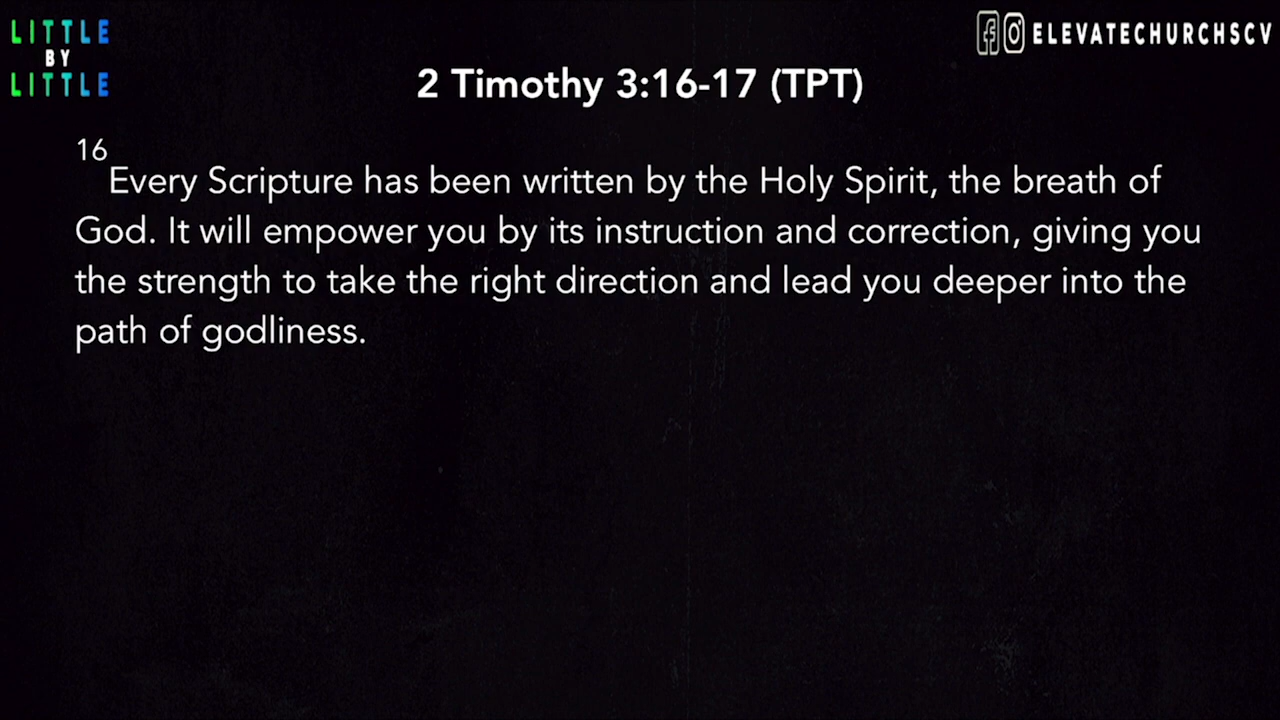 LITTLE
BY
LITTLE
ELEVATECHURCHSCV
2 Timothy 3:16-17 (TPT)
16
Every Scripture has been written by the Holy Spirit, the breath of
God. It will empower you by its instruction and correction, giving you
the strength to take the right direction and lead you deeper into the
path of godliness.